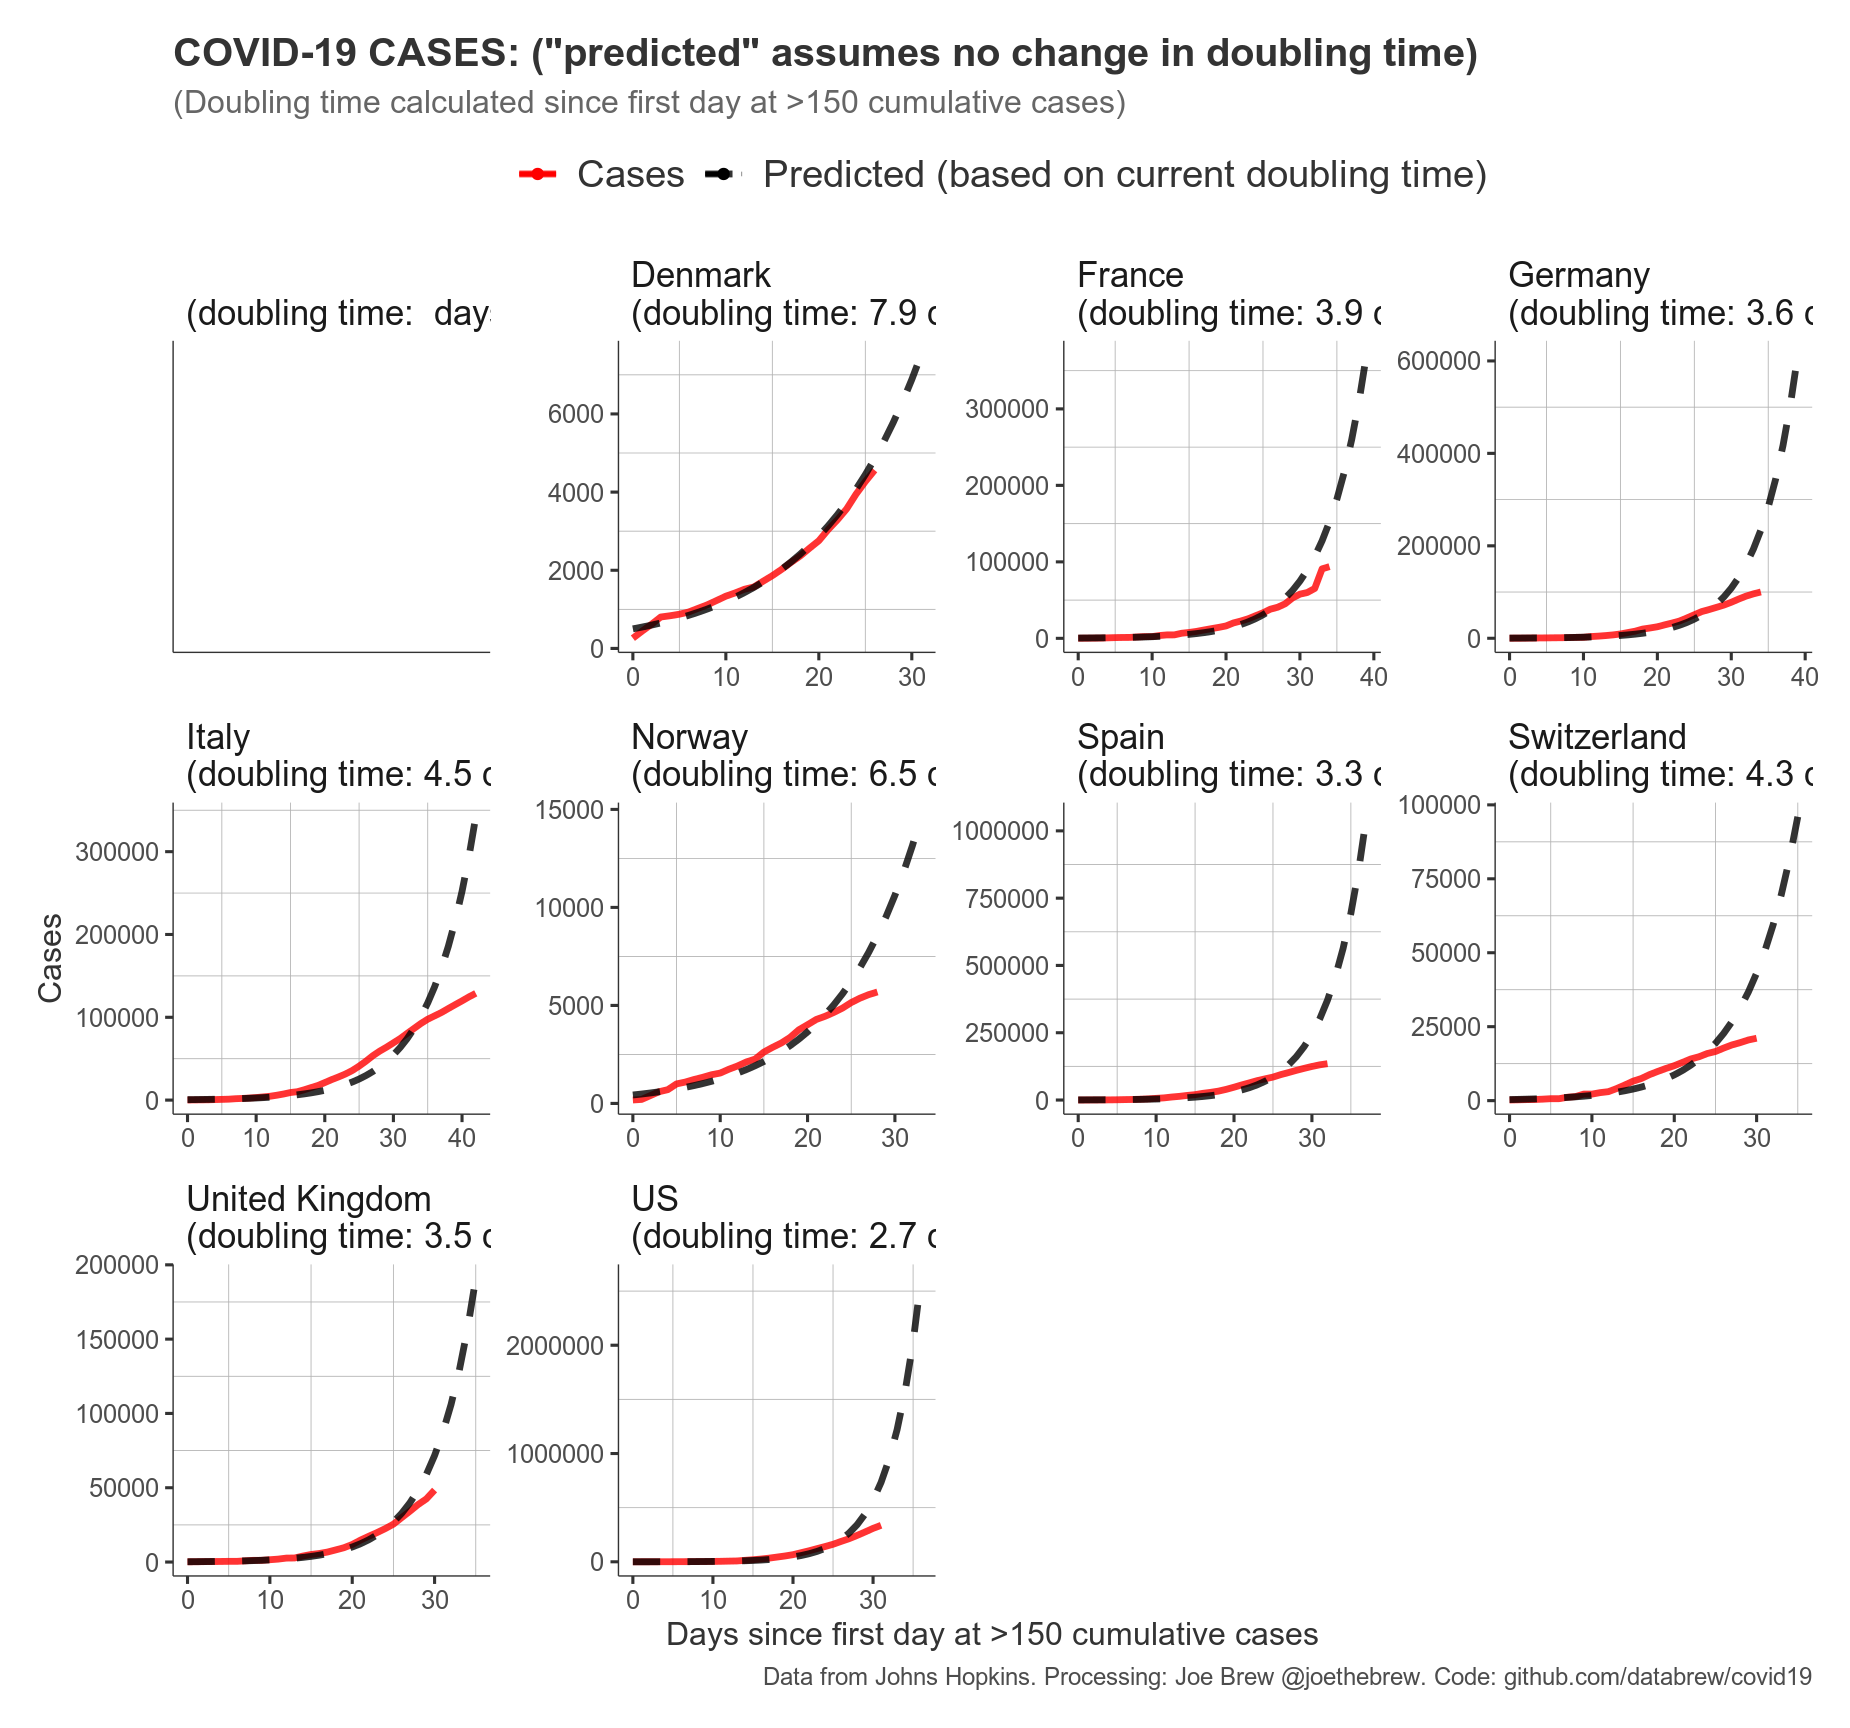 COVID-19 CASES: ("predicted" assumes no change in doubling time)
(Doubling time calculated since first day at >150 cumulative cases)
Cases Predicted (based on current doubling time)
(doubling time: days
Denmark
(doubling time: 7.9 d
France
(doubling time: 3.9 d
Germany
(doubling time: 3.6 d
6000
4000
2000
0
0 10 20 30
300000
200000
100000
0
0 10 20 30 40
600000
400000
200000
0
0 10 20 30 40
Italy
(doubling time: 4.5 d
Norway
(doubling time: 6.5 d
Spain
(doubling time: 3.3 d
Switzerland
(doubling time: 4.3 d
Cases
300000
200000
100000
0
0 10 20 30 40
15000
10000
5000
0
0 10 20 30
1000000
750000
500000
250000
0
0 10 20 30
100000
75000
50000
25000
0
0 10 20 30
United Kingdom
(doubling time: 3.5 d
US
(doubling time: 2.7 d
200000
150000
100000
50000
0
0 10 20 30
2000000
1000000
0
0 10 20 30
Days since first day at >150 cumulative cases
Data from Johns Hopkins. Processing: Joe Brew @joethebrew. Code: github.com/databrew/covid19